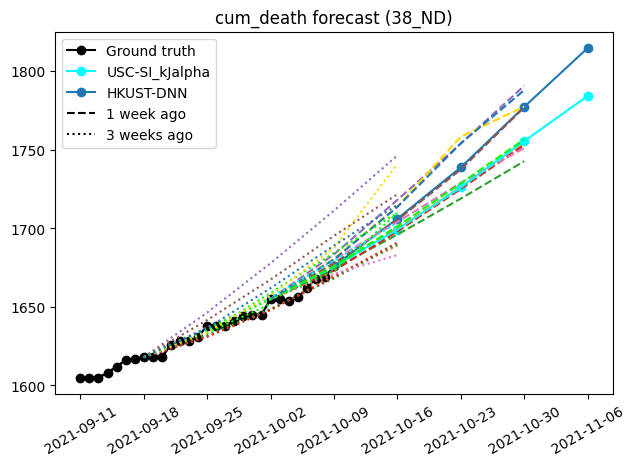 cum_death forecast (38_ND)
Ground truth
USC-SI_kJalpha
HKUST-DNN
1 week ago
3 weeks ago
1800
1750
1700
1650
1600
2021-09-11
2021-09-18
2021-09-25
2021-10-02
2021-10-09
2021-10-16
2021-10-23
2021-10-30
2021-11-06